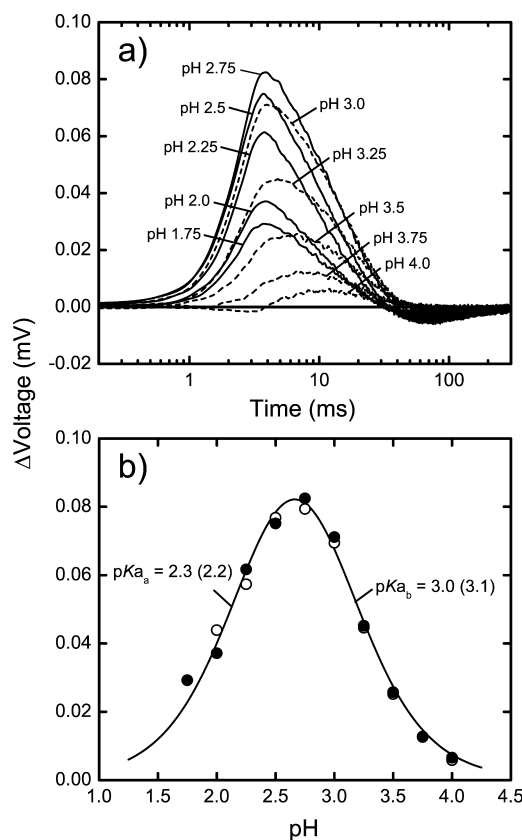 a)
0.10
0.08
0.06
0.04
0.02
0.00
-0.02
ΔVoltage (mV)
pH 2.75
pH 2.5
pH 2.25
pH 2.0
pH 1.75
pH 3.0
pH 3.25
pH 3.5
pH 3.75
pH 4.0
1 10 100
Time (ms)
b)
0.10
0.08
0.06
0.04
0.02
0.00
ΔVoltage (mV)
pKa a = 2.3 (2.2)
pKa b = 3.0 (3.1)
1.0 1.5 2.0 2.5 3.0 3.5 4.0 4.5
pH